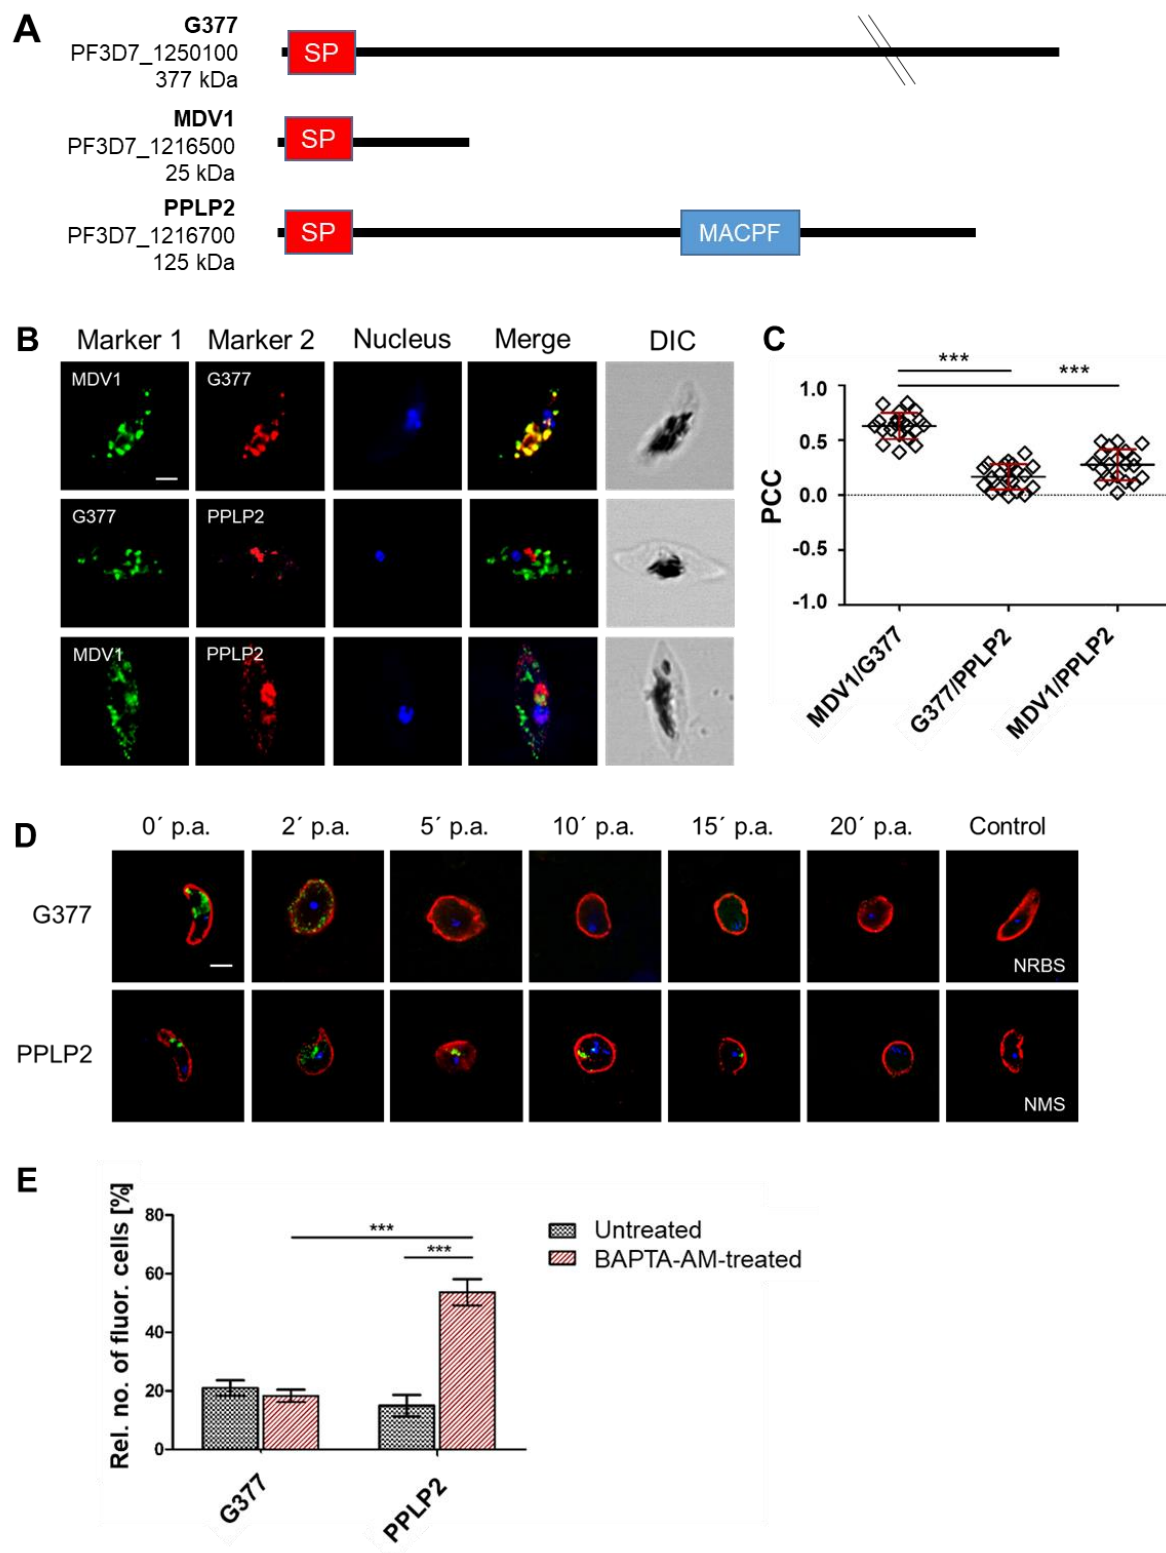 A
G377
PF3D7_1250100
377 kDa
SP
MDV1
PF3D7_1216500
25 kDa
SP
PPLP2
PF3D7_1216700
125 kDa
SP
MACPF
B
Marker 1 Marker 2 Nucleus Merge DIC
MDV1 G377
G377 PPLP2
MDV1 PPLP2
C
*** ***
1.0
0.5
0.0
-0.5
-1.0
PCC
MDV1/G377
G377/PPLP2
MDV1/PPLP2
D
0´ p.a. 2´ p.a. 5´ p.a. 10´ p.a. 15´ p.a. 20´ p.a. Control
G377
NRBS
PPLP2
NMS
E
Rel. no. of fluor. cells [%]
80
60
40
20
0
***
***
Untreated
BAPTA-AM-treated
G377
PPLP2